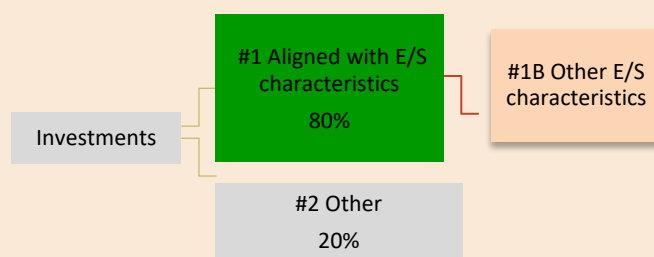 #1 Aligned with E/S
characteristics
80%
#1B Other E/S
characteristics
Investments
#2 Other
20%